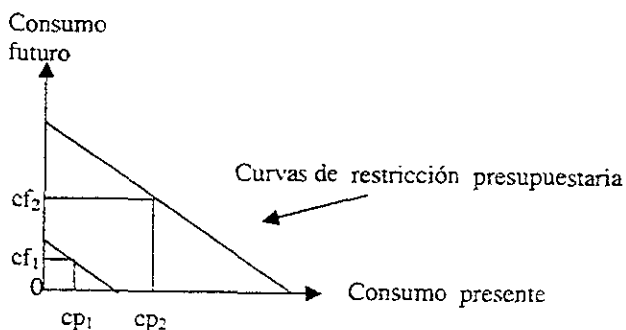 Consumo
futuro
Curvas de restricción presupuestaria
cf₂
cf₁
0
Consumo presente
cp₁ cp₂